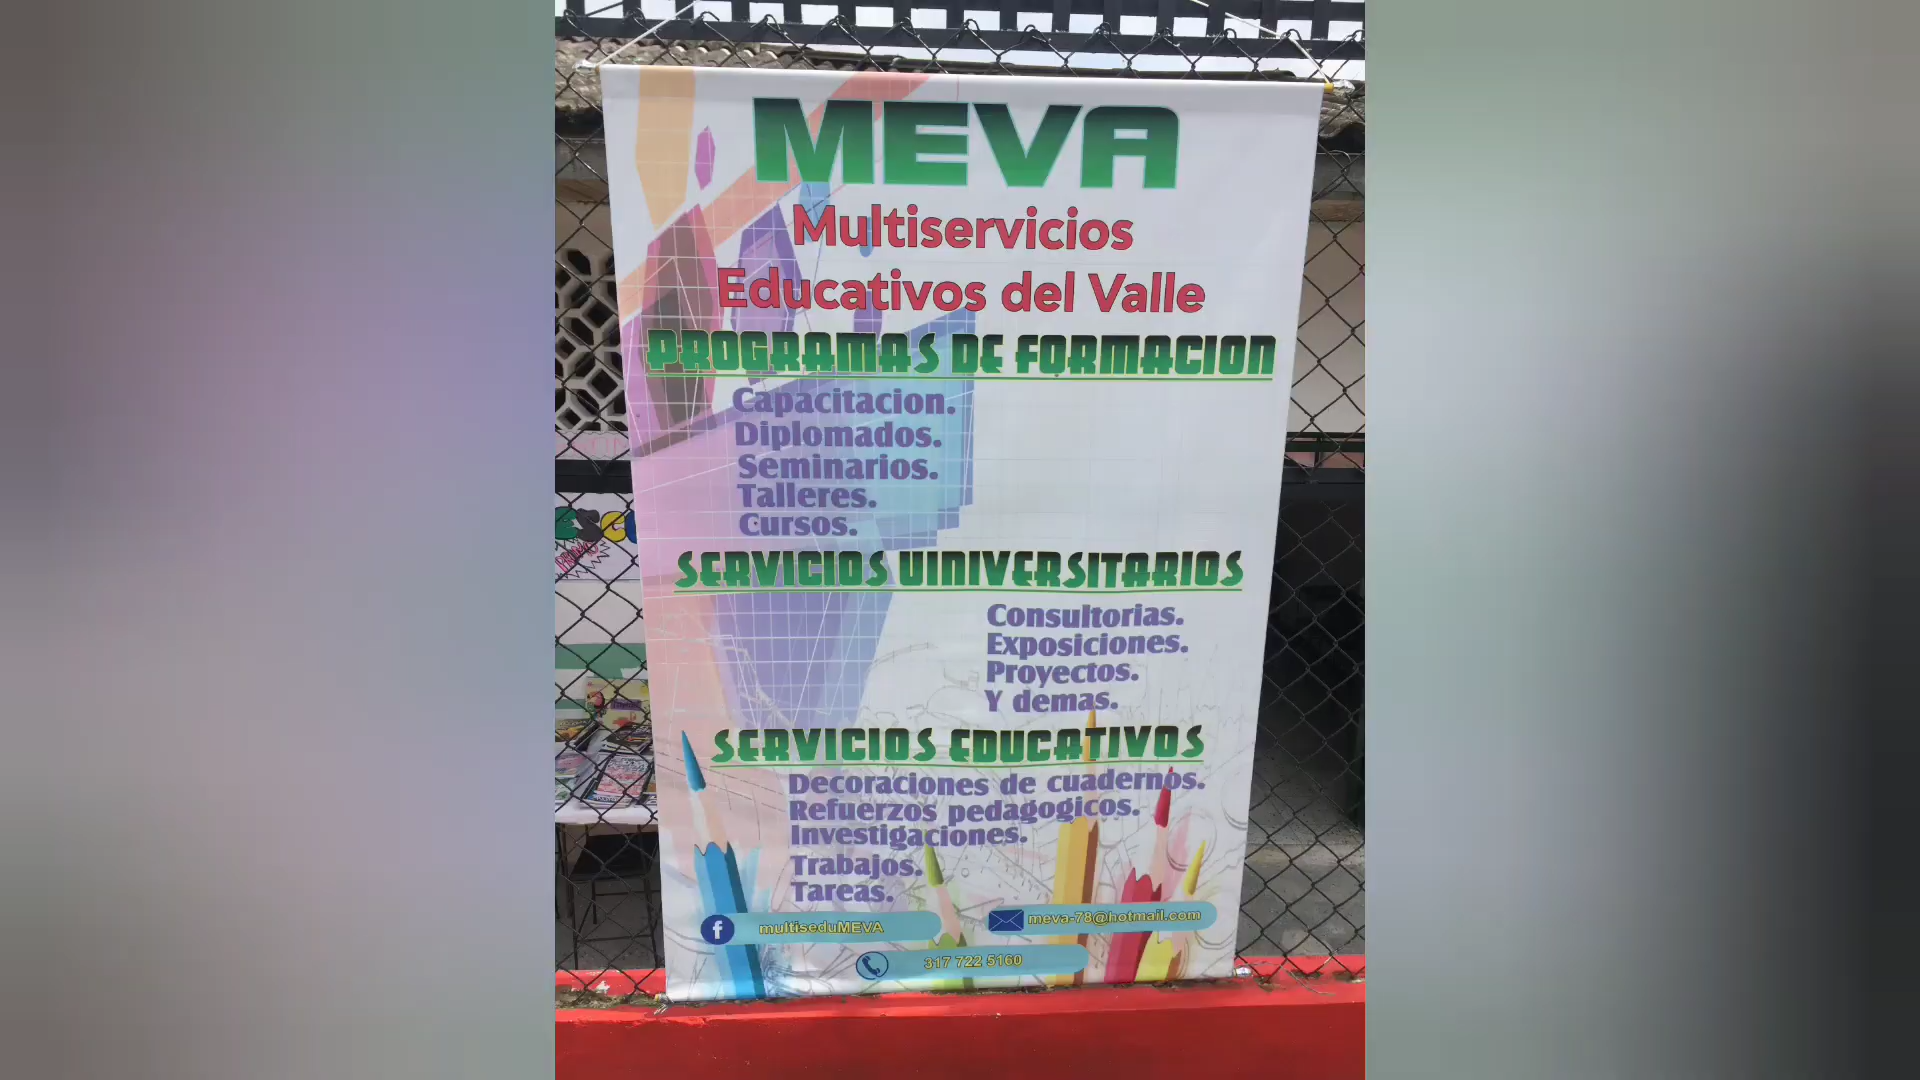 MEVA
Multiservicios
Educativos del Valle
PROGRAMAS DE FORMACION
Capacitacion.
Diplomados.
Seminarios.
Talleres.
Cursos.
SERVICIOS UINIVERSITARIOS
Consultorias.
Exposiciones.
Proyectos.
Y demas.
SERVICIOS EDUCATIVOS
Decoraciones de cuadernos.
Refuerzos pedagogicos.
Investigaciones.
Trabajos.
Tareas.
multiseduMEVA
meva-78@hotmail.com
317 722 5160